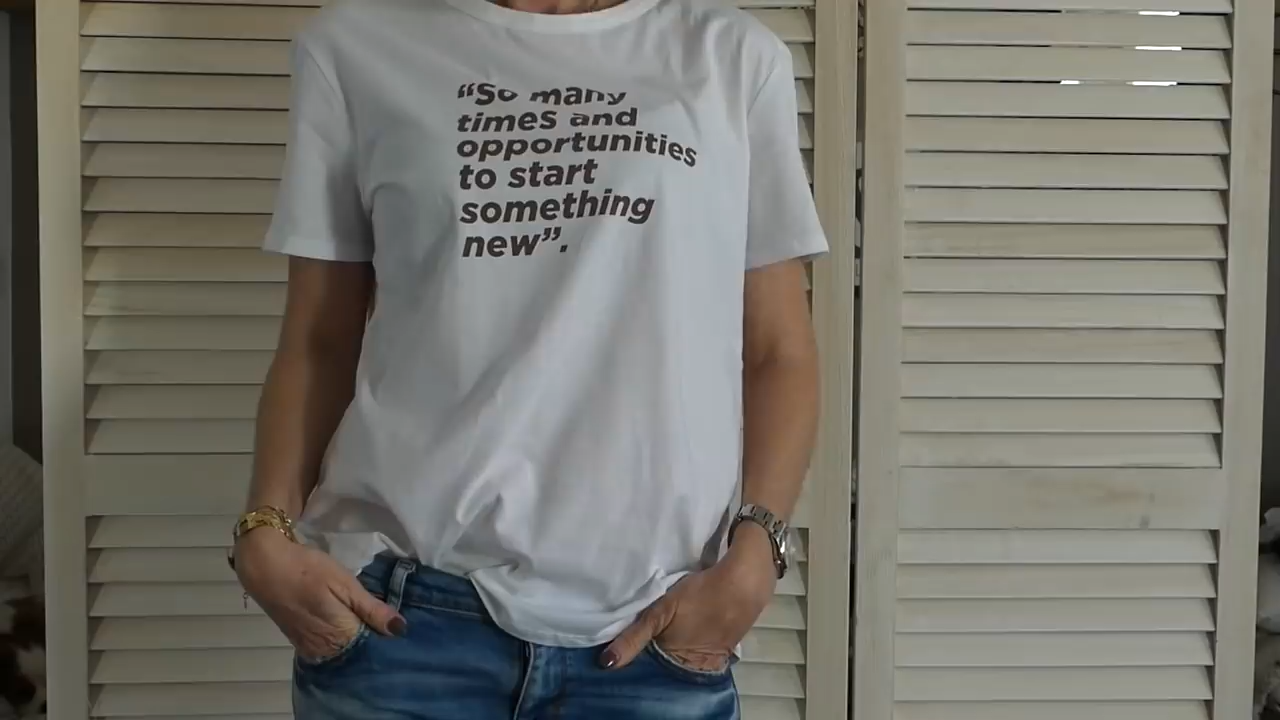 “So many
times and
opportunities
to start
something
new”.